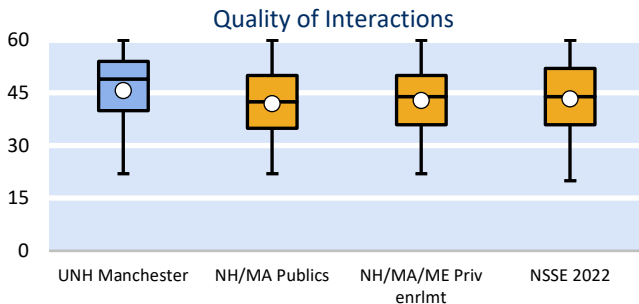 Quality of Interactions
60
45
30
15
0
UNH Manchester
NH/MA Publics
NH/MA/ME Priv
enrlmt
NSSE 2022